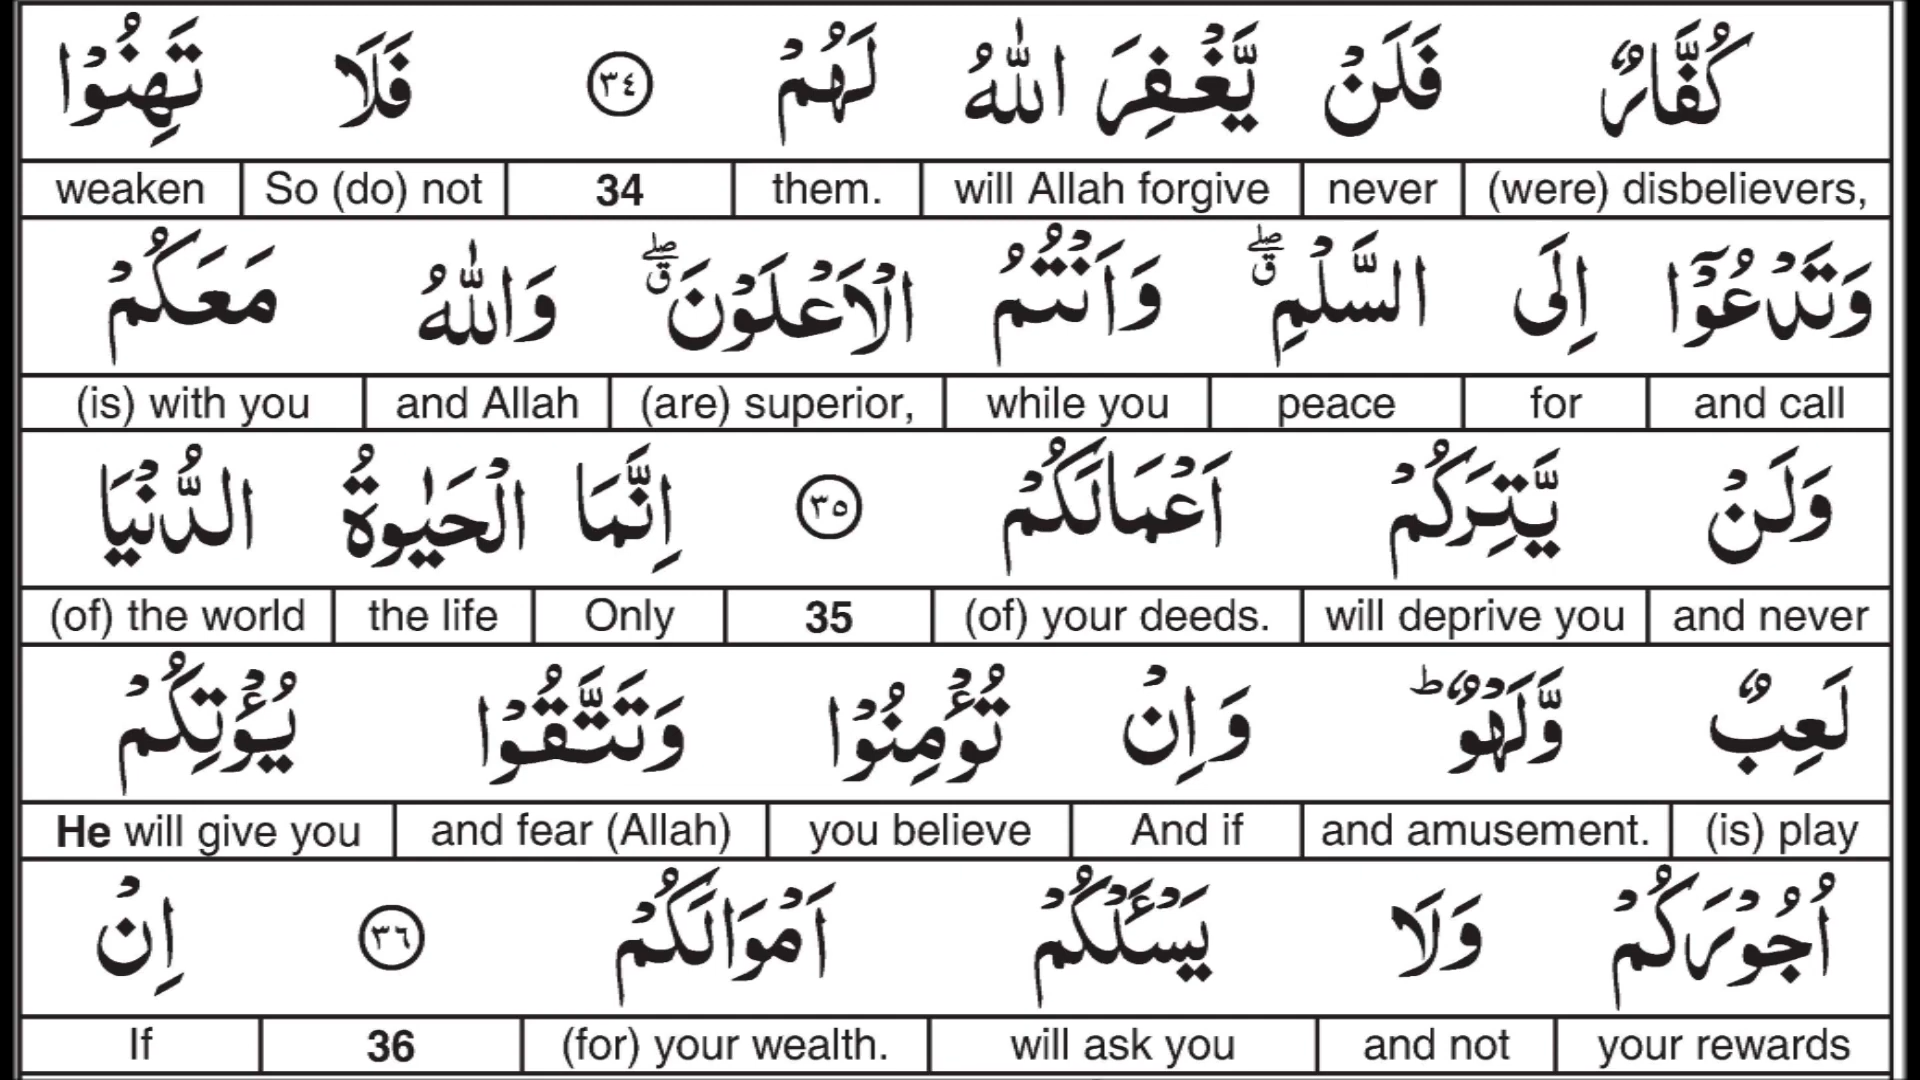 كُفَّارٌ فَلَنْ يَّغْفِرَ اللّٰهُ لَهُمْ ٣٤ فَلَا تَهِنُوْا
(were) disbelievers, never will Allah forgive them. 34 So (do) not weaken
وَتَدْعُوْٓا اِلَى السَّلْمِ ۖۗ وَاَنْتُمُ الْاَعْلَوْنَ ۖۗ وَاللّٰهُ مَعَكُمْ
and call for peace while you (are) superior, and Allah (is) with you
وَلَنْ يَّتِرَكُمْ اَعْمَالَكُمْ ٣٥ اِنَّمَا الْحَيٰوةُ الدُّنْيَا
and never will deprive you (of) your deeds. 35 Only the life (of) the world
لَعِبٌ وَّلَهْوٌ ؕ وَاِنْ تُؤْمِنُوْا وَتَتَّقُوْا يُؤْتِكُمْ
(is) play and amusement. And if you believe and fear (Allah) He will give you
اُجُوْرَكُمْ وَلَا يَسْـَٔلْكُمْ اَمْوَالَكُمْ ٣٦ اِنْ
your rewards and not will ask you (for) your wealth. 36 If